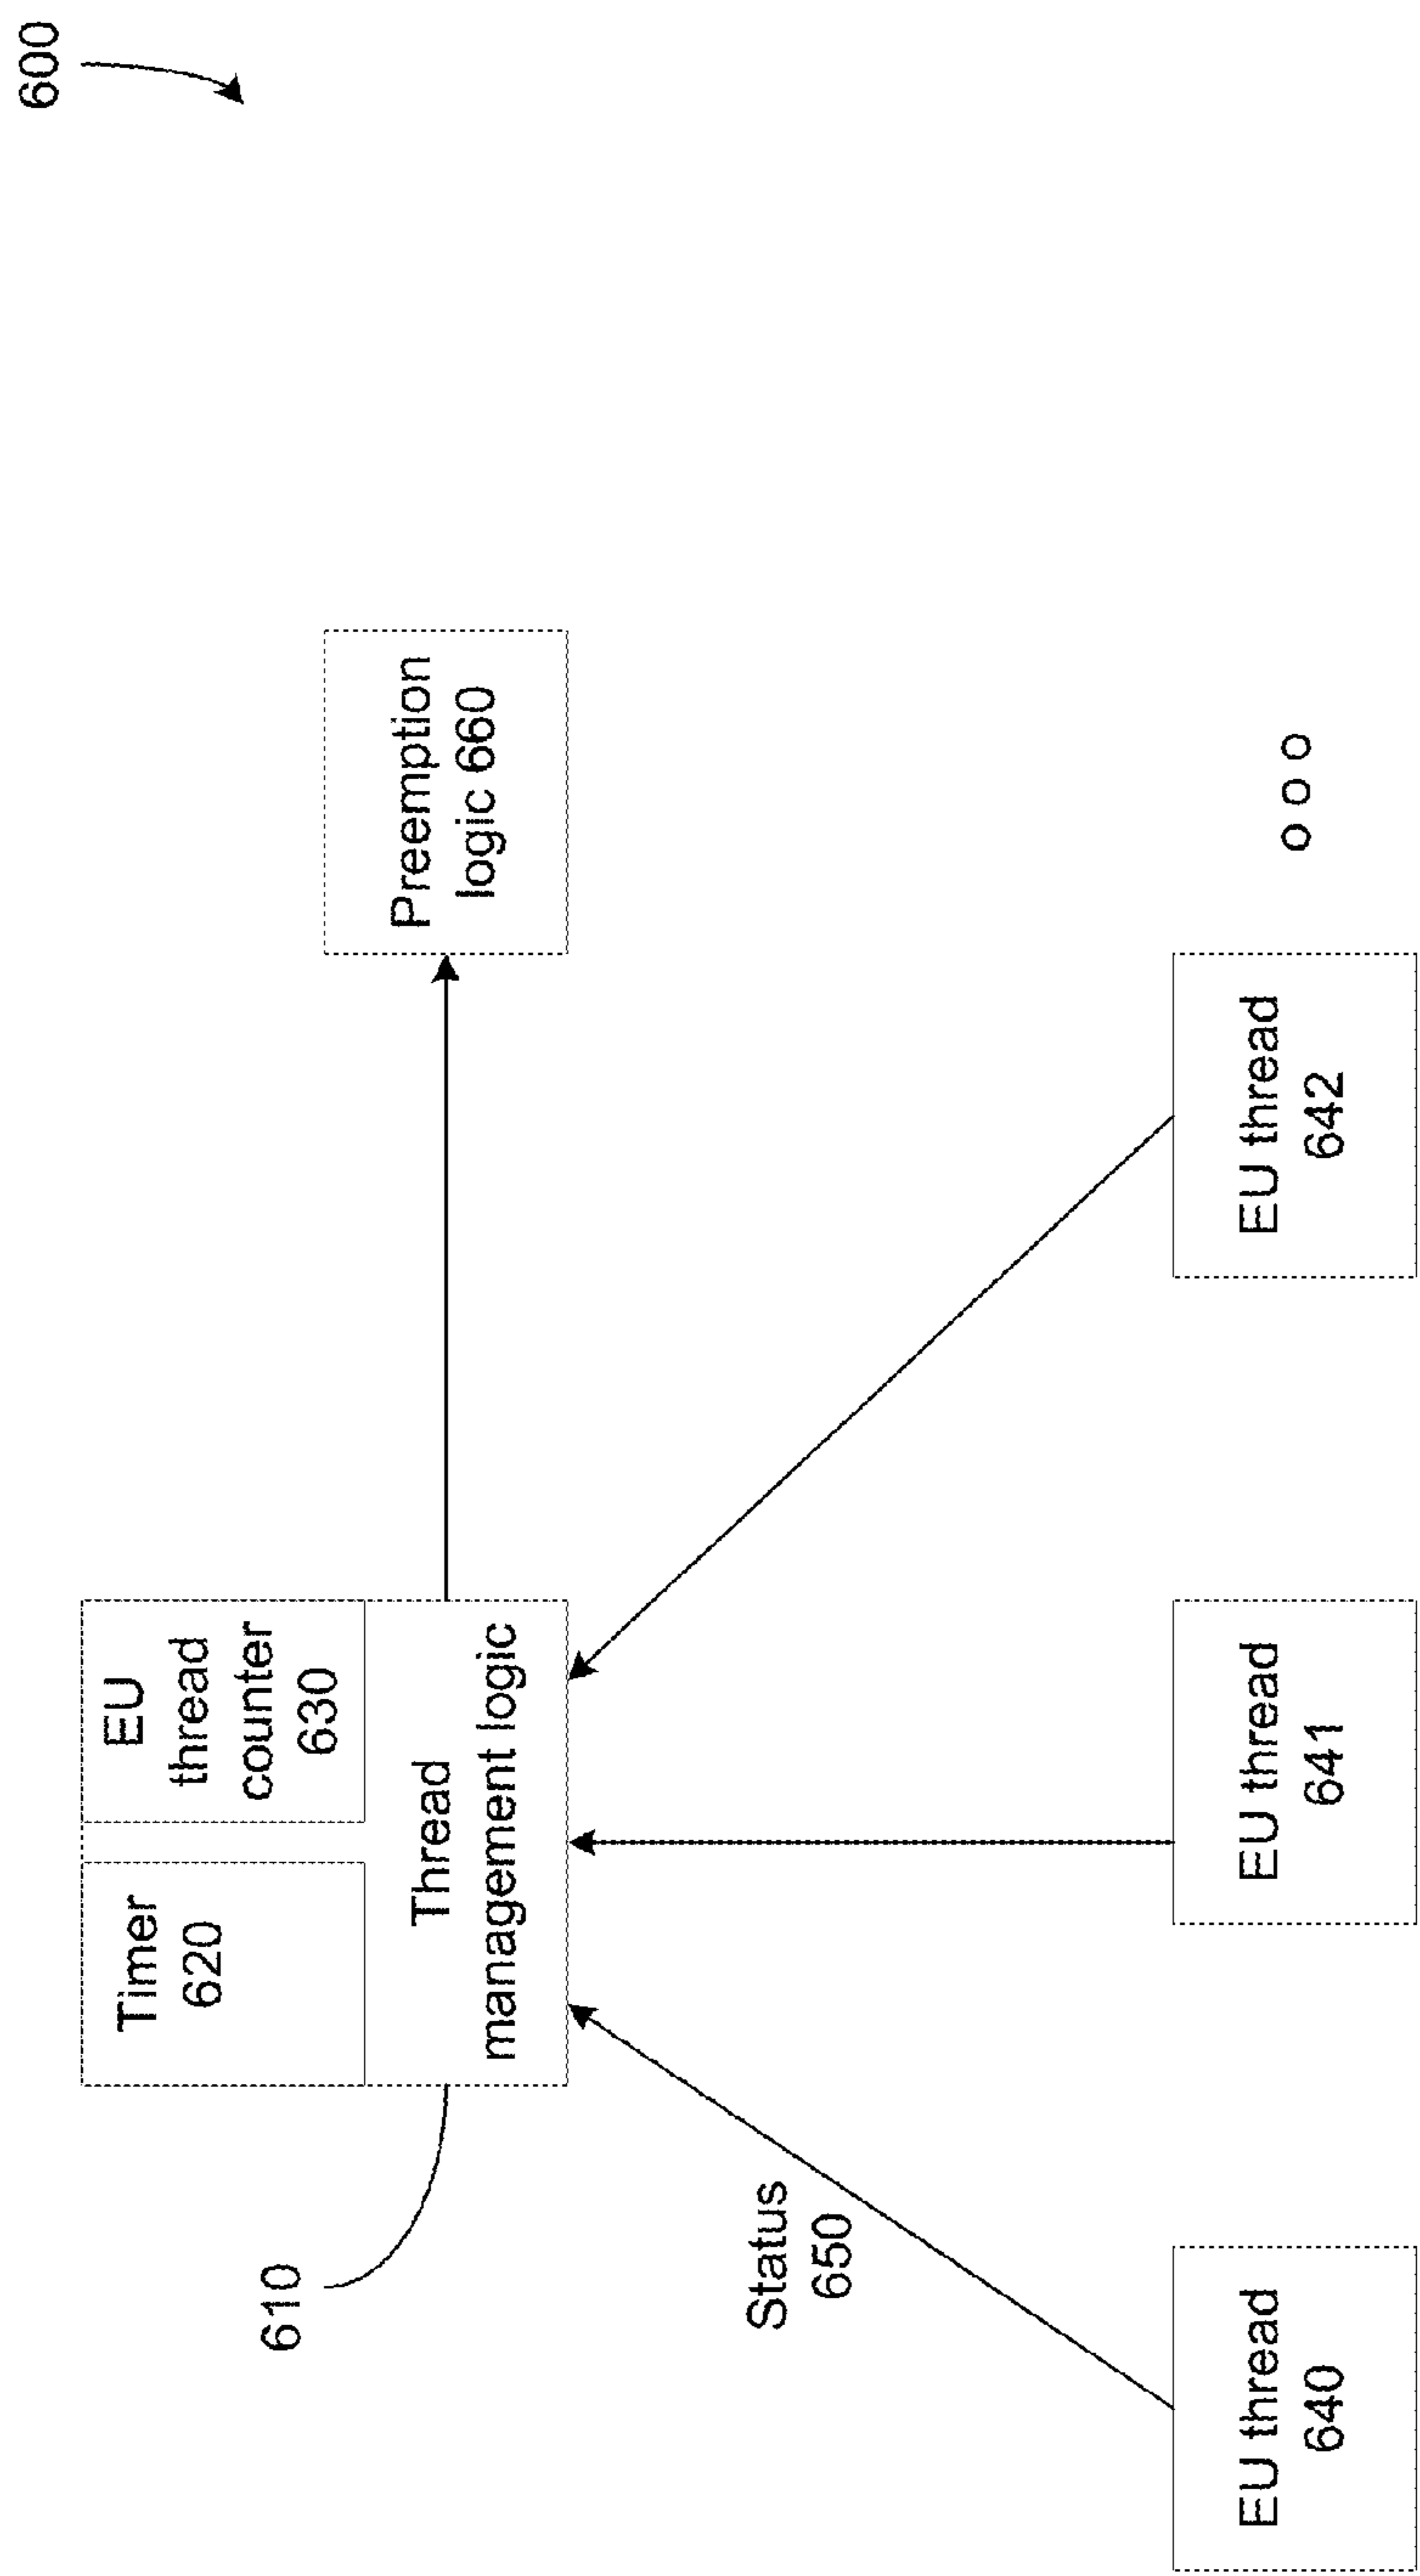 600
Timer
620
EU
thread
counter
630
610
Thread
management logic
Preemption
logic 660
Status
650
EU thread
640
EU thread
641
EU thread
642